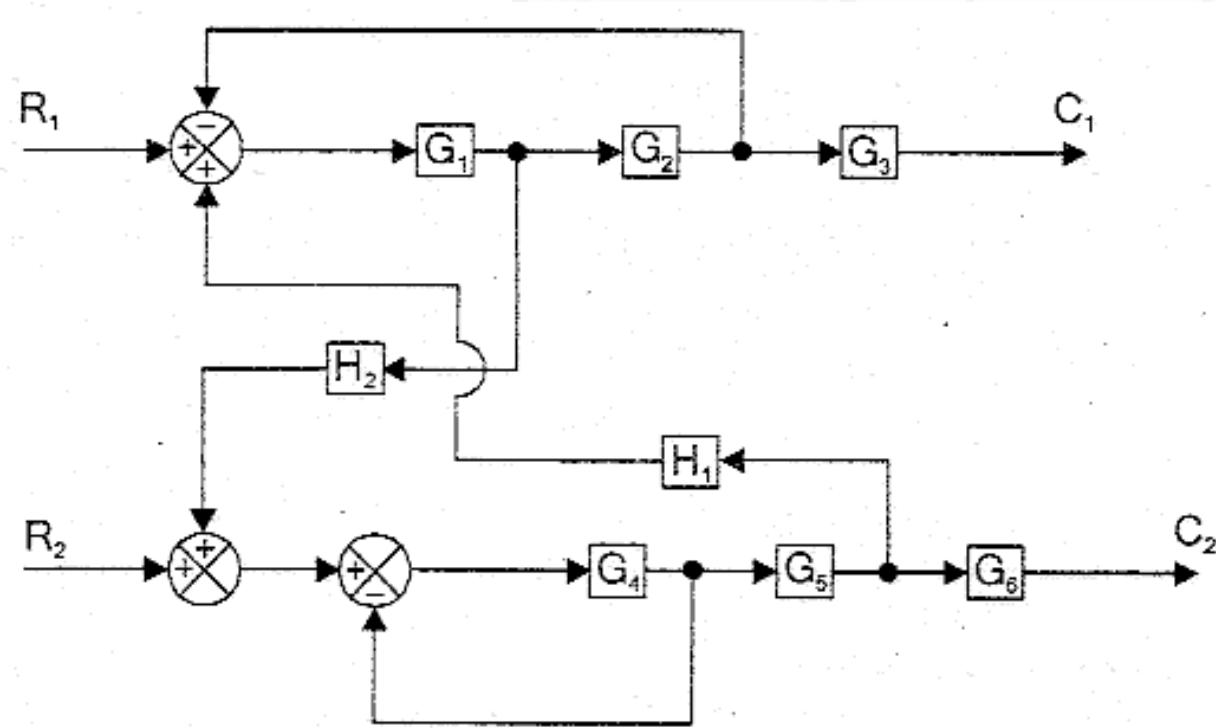 R₁ − + + G₁ G₂ G₃ C₁
H₂
H₁
R₂ + + + − G₄ G₅ G₆ C₂